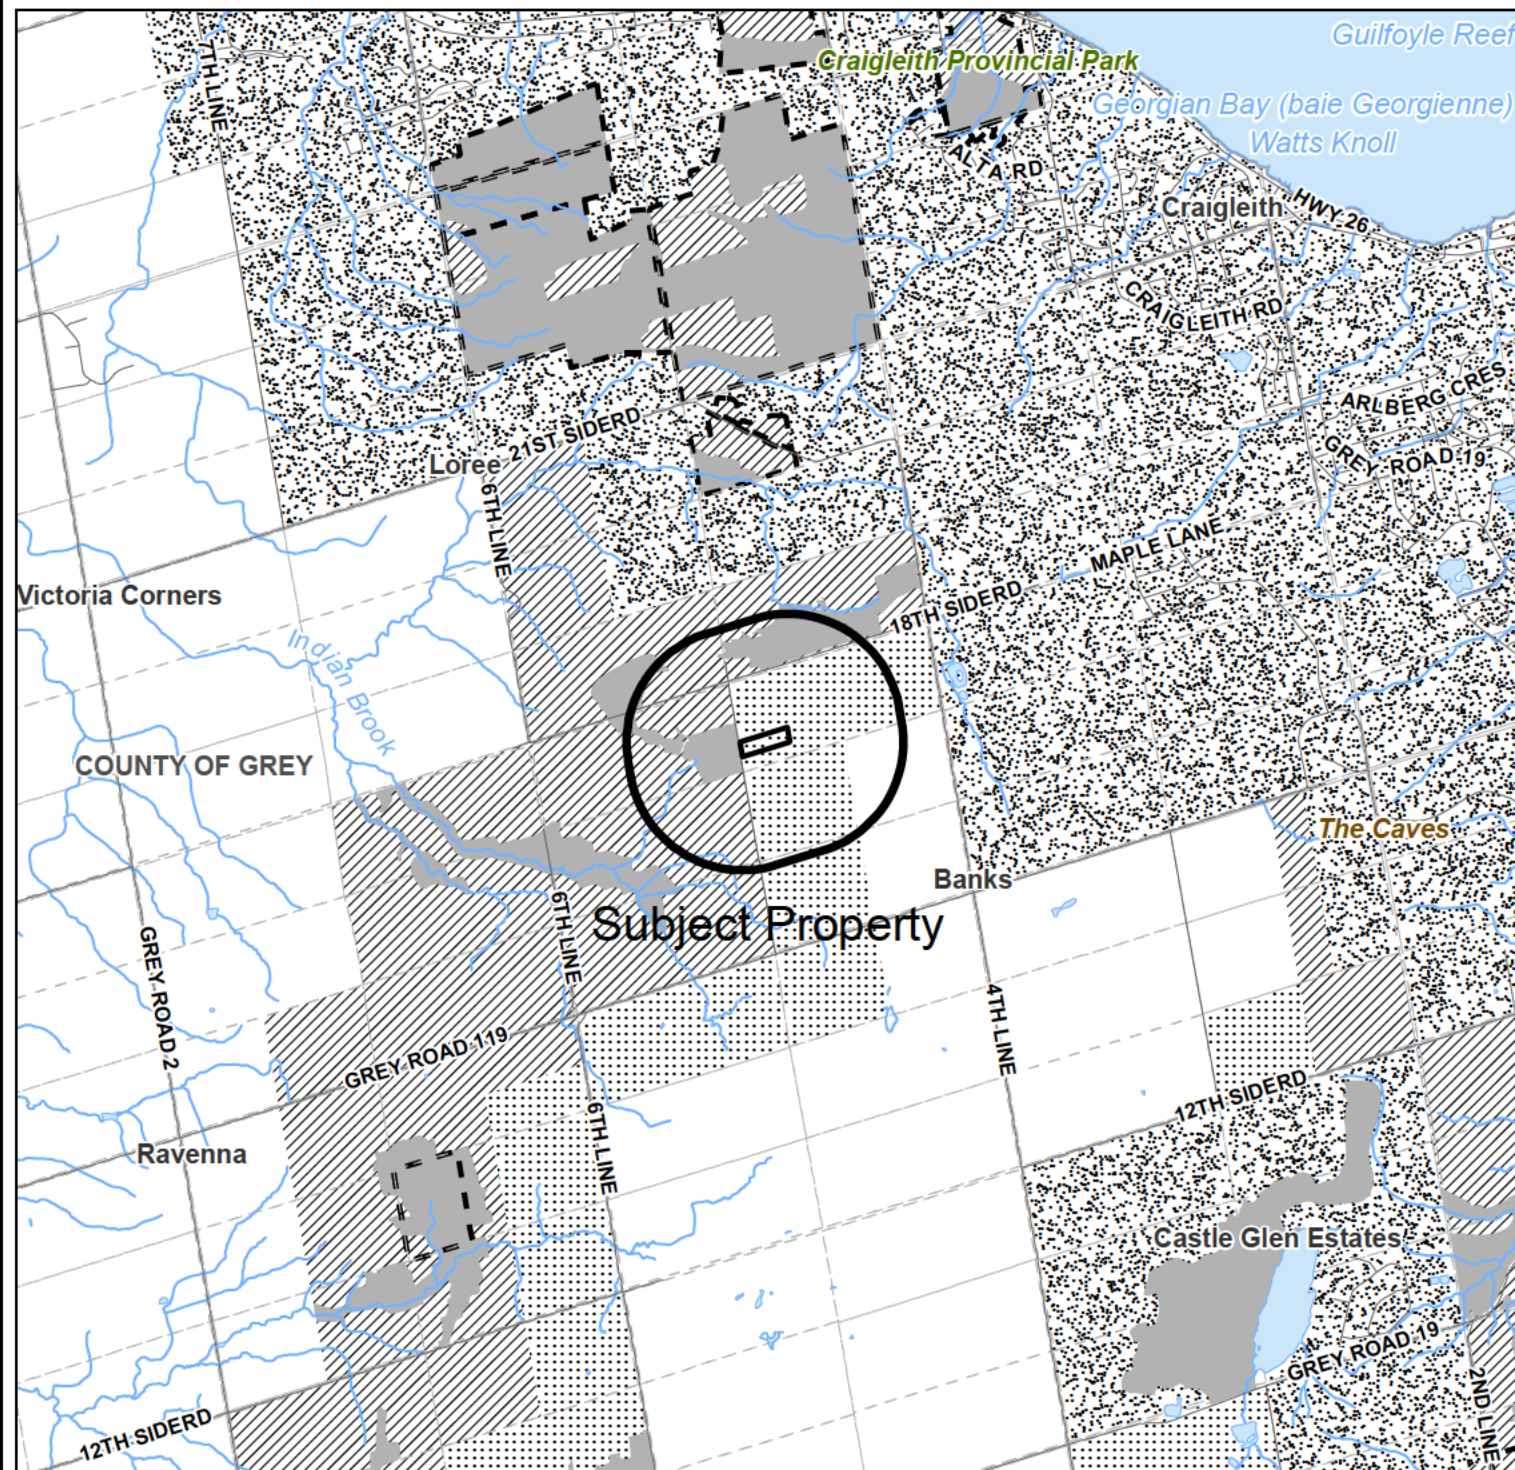 Guilfoyle Reef
7TH LINE
Craigleith Provincial Park
Georgian Bay (baie Georgienne)
Watts Knoll
ALTA RD
Craigleith
HWY 26
CRAIGLEITH RD
ARLBERG CRES
21ST SIDERD
Loree
GREY ROAD 19
6TH LINE
MAPLE LANE
Victoria Corners
18TH SIDERD
Indian Brook
COUNTY OF GREY
The Caves
Banks
6TH LINE
Subject Property
GREY ROAD 2
4TH LINE
GREY ROAD 119
12TH SIDERD
6TH LINE
Ravenna
Castle Glen Estates
GREY ROAD 19
2ND LINE
12TH SIDERD